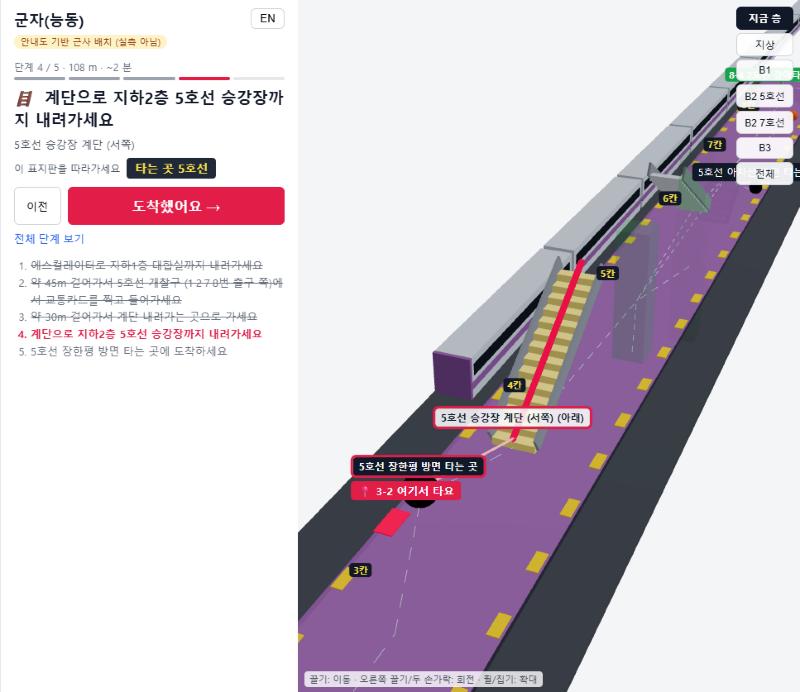 군자(능동)
EN
안내도 기반 근사 배치 (실측 아님)
단계 4 / 5 · 108 m · ~2 분
계단으로 지하2층 5호선 승강장까
지 내려가세요
5호선 승강장 계단 (서쪽)
이 표지판을 따라가세요 타는 곳 5호선
이전
도착했어요 →
전체 단계 보기
1. 에스컬레이터로 지하1층 대합실까지 내려가세요
2. 약 45m 걸어가서 5호선 개찰구 (1·2·7·8번 출구 쪽)에
서 교통카드를 찍고 들어가세요
3. 약 30m 걸어가서 계단 내려가는 곳으로 가세요
4. 계단으로 지하2층 5호선 승강장까지 내려가세요
5. 5호선 장한평 방면 타는 곳에 도착하세요
지금 층
지상
B1
B2 5호선
B2 7호선
B3
전체
7칸
5호선 아
6칸
5칸
4칸
5호선 승강장 계단 (서쪽) (아래)
5호선 장한평 방면 타는 곳
3-2 여기서 타요
3칸
끌기: 이동 · 오른쪽 끌기/두 손가락: 회전 · 휠/집기: 확대